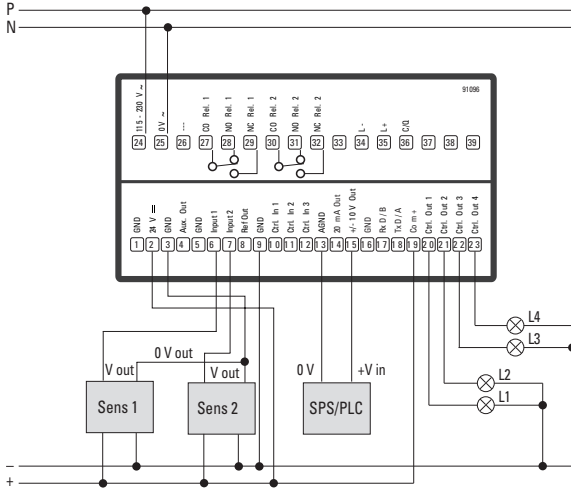 P
N
91096
115 - 230 V ~
0 V ~
---
CO Rel. 1
NO Rel. 1
NC Rel. 1
CO Rel. 2
NO Rel. 2
NC Rel. 2
L -
L+
C/Q
24 25 26 27 28 29 30 31 32 33 34 35 36 37 38 39
GND
24 V
GND
Aux. Out
GND
Input1
Input2
Ref Out
GND
Ctrl. In 1
Ctrl. In 2
Ctrl. In 3
AGND
20 mA Out
+/- 10 V Out
GND
Rx D / B
Tx D / A
Com+
Ctrl. Out 1
Ctrl. Out 2
Ctrl. Out 3
Ctrl. Out 4
1 2 3 4 5 6 7 8 9 10 11 12 13 14 15 16 17 18 19 20 21 22 23
L4
L3
0 V out
V out
V out
0 V
+V in
L2
L1
Sens 1
Sens 2
SPS/PLC
–
+